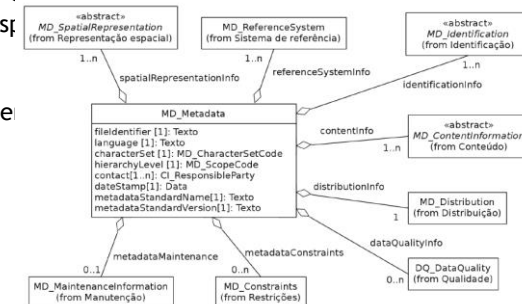 sp
er
«abstract»
MD_SpatialRepresentation
(from Representação espacial)
MD_ReferenceSystem
(from Sistema de referência)
«abstract»
MD_Identification
(from Identificação)
1..n
1..n
1..n
spatialRepresentationInfo
referenceSystemInfo
identificationInfo
MD_Metadata
fileIdentifier [1]: Texto
language [1]: Texto
characterSet [1]: MD_CharacterSetCode
hierarchyLevel [1]: MD_ScopeCode
contact[1..n]: CI_ResponsibleParty
dateStamp[1]: Data
metadataStandardName[1]: Texto
metadataStandardVersion[1]: Texto
contentInfo
1..n
«abstract»
MD_ContentInformation
(from Conteúdo)
distributionInfo
1
MD_Distribution
(from Distribuição)
dataQualityInfo
0..n
DQ_DataQuality
(from Qualidade)
metadataMaintenance
metadataConstraints
0..1
0..n
MD_MaintenanceInformation
(from Manutenção)
MD_Constraints
(from Restrições)